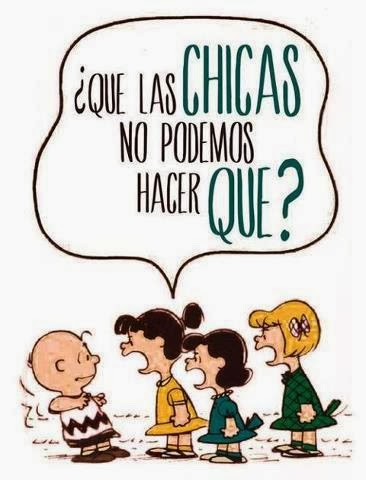 ¿QUE LAS CHICAS
NO PODEMOS
HACER QUE?